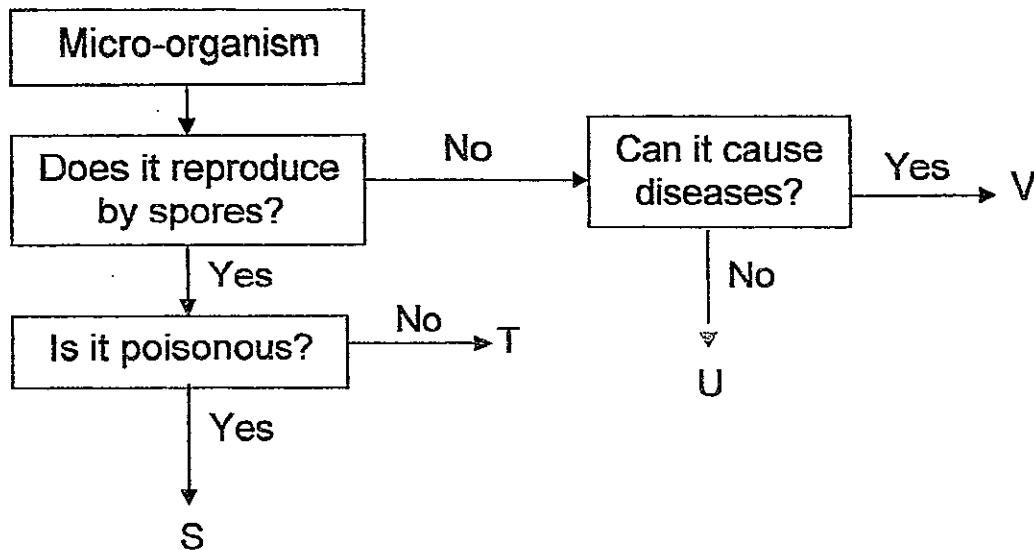 Micro-organism
Does it reproduce
by spores?
No
Can it cause
diseases?
Yes
V
Yes
No
Is it poisonous?
No
T
U
Yes
S